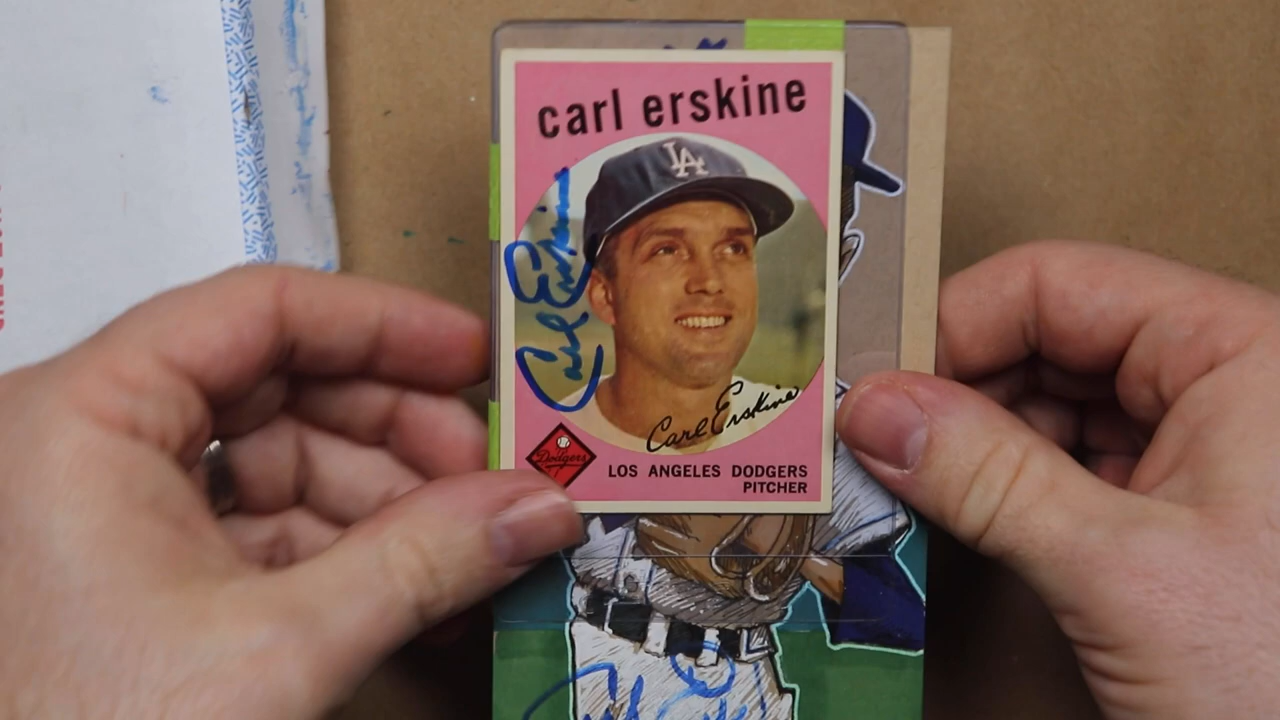 carl erskine
LA
Carl Erskine
Carl Erskine
Dodgers
LOS ANGELES DODGERS
PITCHER